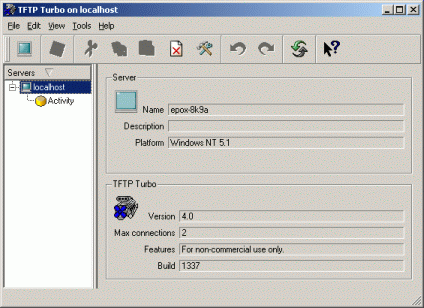 TFTP Turbo on localhost
File Edit View Tools Help
Servers
localhost
Activity
Server
Name epox-8k9a
Description
Platform Windows NT 5.1
TFTP Turbo
Version 4.0
Max connections 2
Features For non-commercial use only.
Build 1337